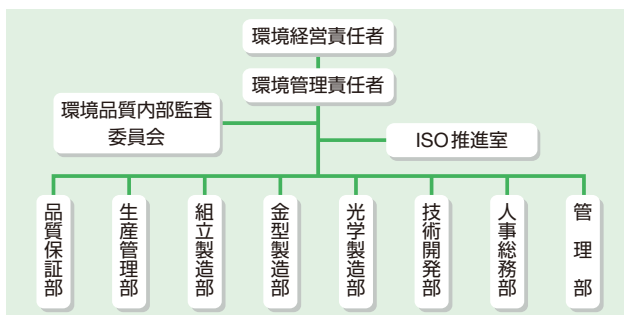 環境経営責任者
環境管理責任者
環境品質内部監査
委員会
ISO推進室
品質保証部
生産管理部
組立製造部
金型製造部
光学製造部
技術開発部
人事総務部
管理部